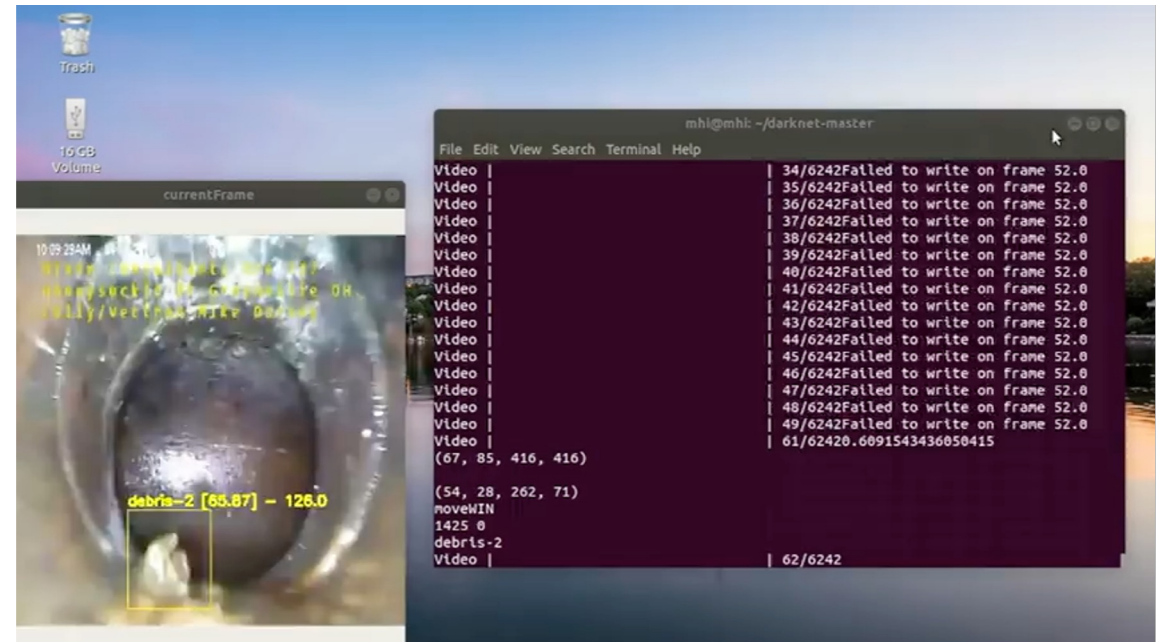 Trash
16 GB
Volume
currentFrame
10:09:29AM
OH
debris-2 [65.87] - 126.0
mhi@mhi: ~/darknet-master
File Edit View Search Terminal Help
Video | | 34/6242Failed to write on frame 52.0
Video | | 35/6242Failed to write on frame 52.0
Video | | 36/6242Failed to write on frame 52.0
Video | | 37/6242Failed to write on frame 52.0
Video | | 38/6242Failed to write on frame 52.0
Video | | 39/6242Failed to write on frame 52.0
Video | | 40/6242Failed to write on frame 52.0
Video | | 41/6242Failed to write on frame 52.0
Video | | 42/6242Failed to write on frame 52.0
Video | | 43/6242Failed to write on frame 52.0
Video | | 44/6242Failed to write on frame 52.0
Video | | 45/6242Failed to write on frame 52.0
Video | | 46/6242Failed to write on frame 52.0
Video | | 47/6242Failed to write on frame 52.0
Video | | 48/6242Failed to write on frame 52.0
Video | | 49/6242Failed to write on frame 52.0
Video | | 61/62420.6091543436050415
(67, 85, 416, 416)
(54, 28, 262, 71)
moveWIN
1425 0
debris-2
Video | | 62/6242